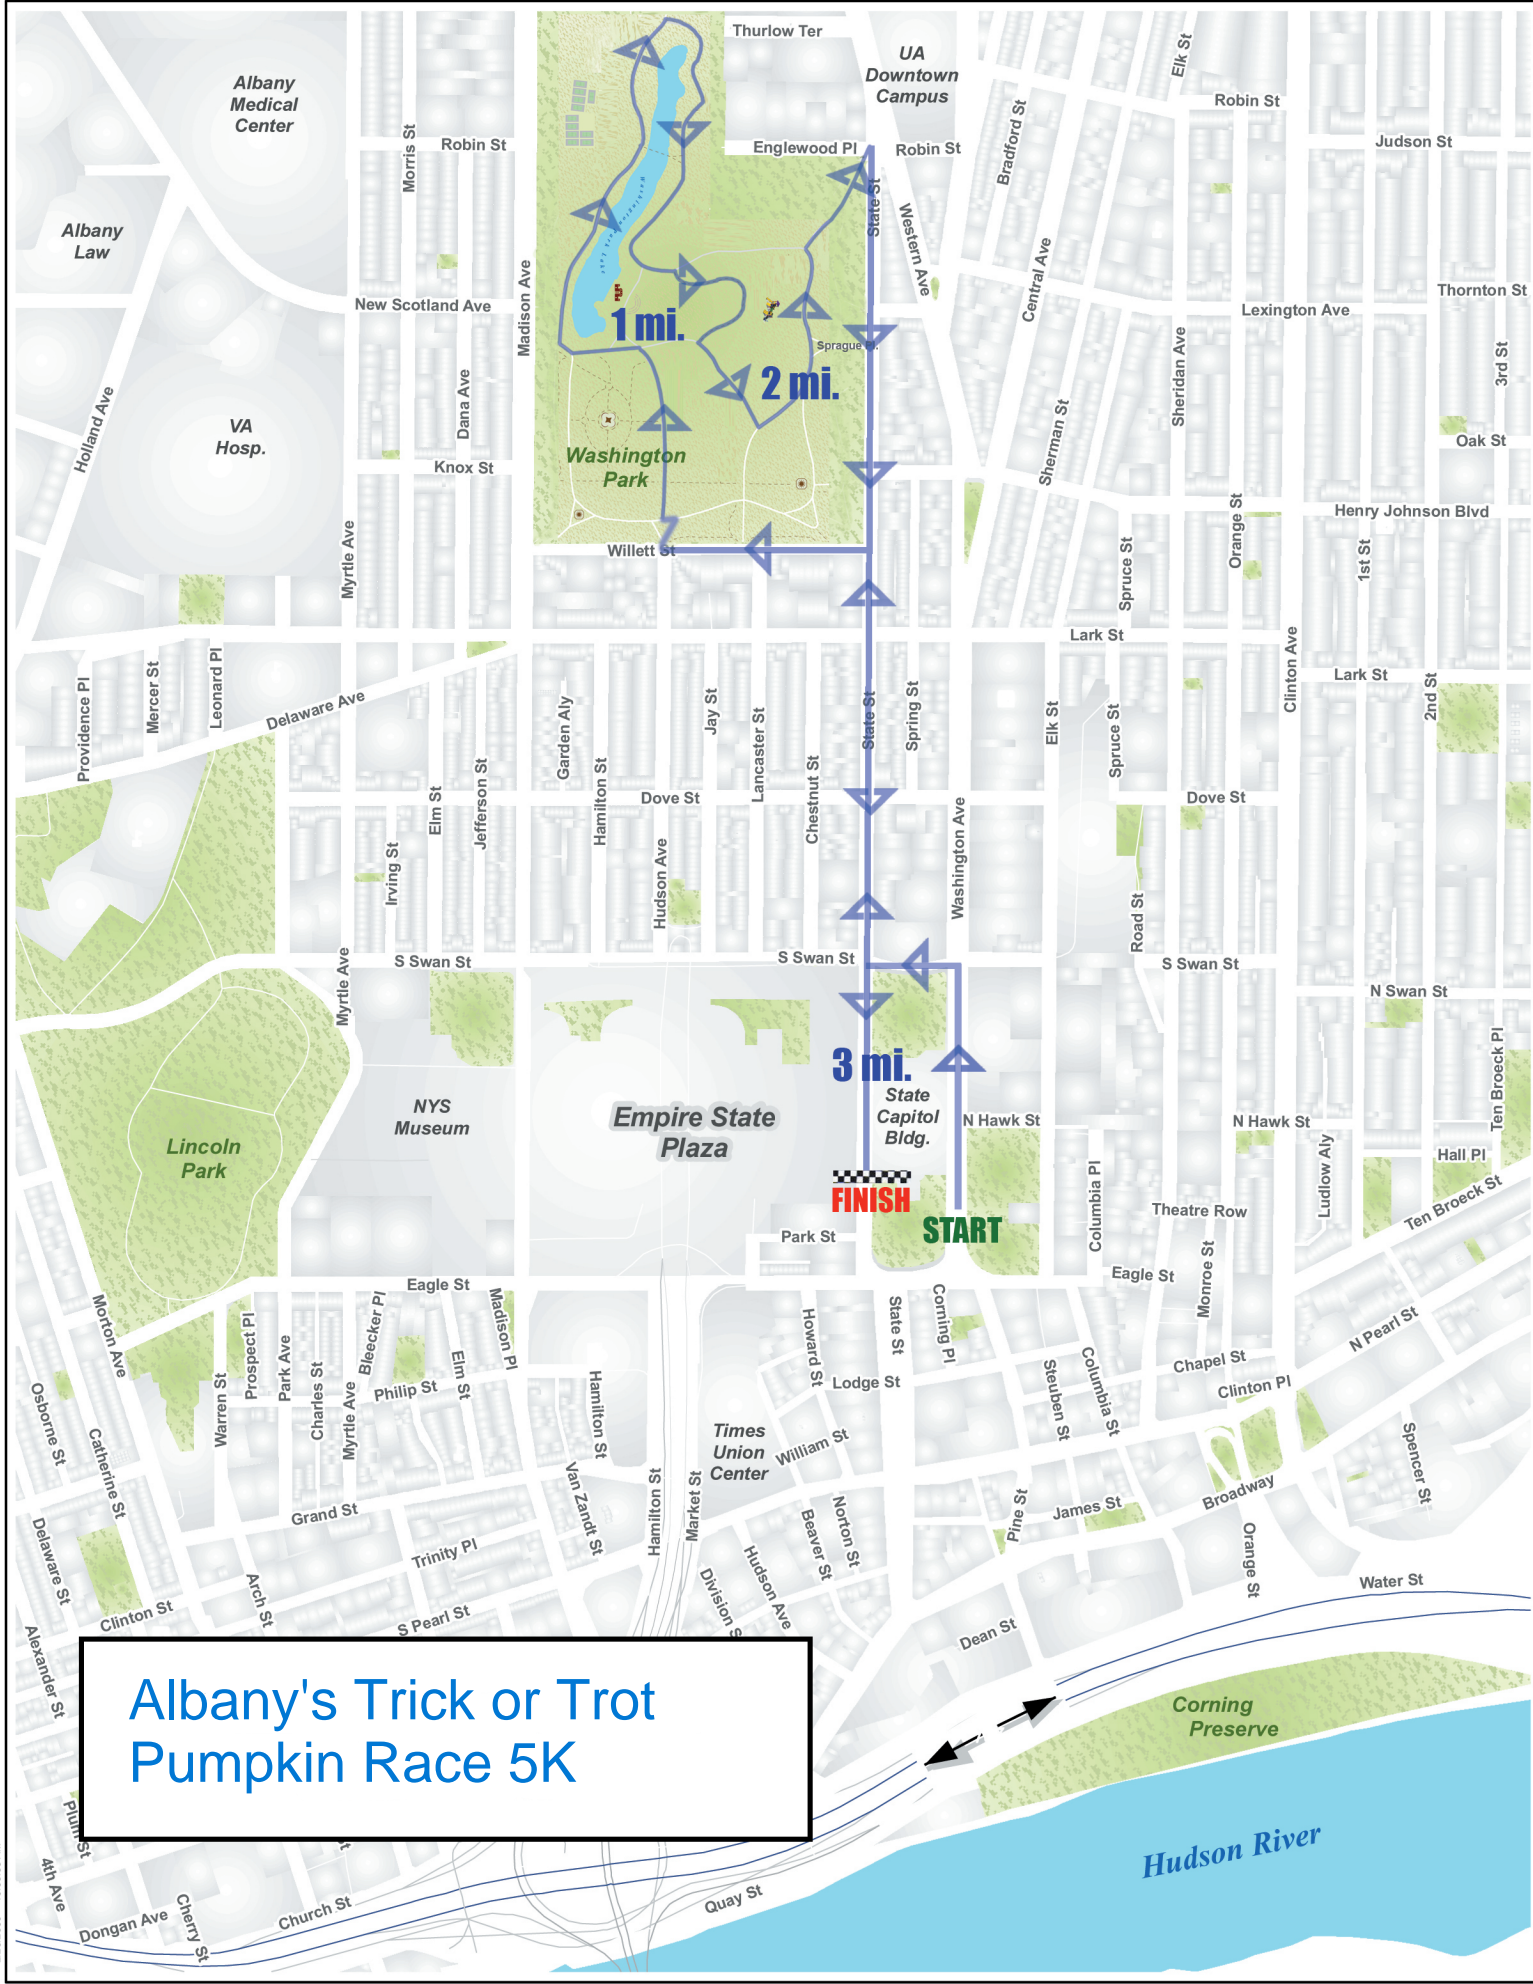 Thurlow Ter
UA
Downtown
Campus
Elk St
Albany
Medical
Center
Robin St
Bradford St
Judson St
Morris St
Robin St
Englewood Pl
Robin St
Washington Park Lake
State St
Western Ave
Central Ave
Albany
Law
Madison Ave
New Scotland Ave
1 mi.
Sprague Pl.
Lexington Ave
Thornton St
3rd St
Sheridan Ave
2 mi.
Holland Ave
Dana Ave
VA
Hosp.
Sherman St
Oak St
Washington
Park
Knox St
Henry Johnson Blvd
Myrtle Ave
Willett St
Spruce St
Orange St
1st St
Lark St
Clinton Ave
Lark St
2nd St
Providence Pl
Mercer St
Leonard Pl
Delaware Ave
Garden Aly
Jay St
Lancaster St
State St
Spring St
Elk St
Spruce St
Elm St
Jefferson St
Hamilton St
Dove St
Chestnut St
Washington Ave
Dove St
Irving St
Hudson Ave
Road St
Myrtle Ave
S Swan St
S Swan St
S Swan St
N Swan St
3 mi.
Ten Broeck Pl
NYS
Museum
Empire State
Plaza
State
Capitol
Bldg.
N Hawk St
N Hawk St
Lincoln
Park
Hall Pl
Ludlow Aly
Columbia Pl
FINISH
START
Theatre Row
Ten Broeck St
Park St
Eagle St
Eagle St
Monroe St
Morton Ave
Prospect Pl
Bleecker Pl
Madison Pl
Howard St
State St
Corning Pl
N Pearl St
Park Ave
Warren St
Charles St
Myrtle Ave
Philip St
Elm St
Hamilton St
Lodge St
Steuben St
Columbia St
Chapel St
Clinton Pl
Osborne St
Catherine St
Times
Union
Center
William St
Spencer St
Van Zandt St
Hamilton St
Market St
Broadway
Grand St
Norton St
Beaver St
Pine St
James St
Delaware St
Trinity Pl
Hudson Ave
Orange St
Arch St
Division S
Water St
Clinton St
S Pearl St
Dean St
Alexander St
Albany's Trick or Trot
Pumpkin Race 5K
Corning
Preserve
Plum St
Hudson River
4th Ave
Quay St
Cherry St
Church St
Dongan Ave